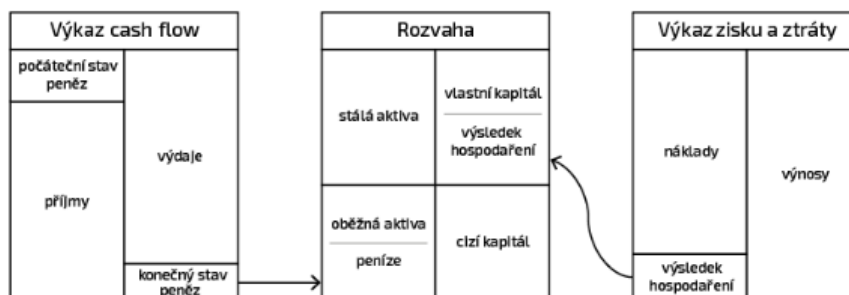 Výkaz cash flow
počáteční stav
peněz
příjmy
výdaje
konečný stav
peněz
Rozvaha
stálá aktiva
vlastní kapitál
výsledek
hospodaření
oběžná aktiva
peníze
cizí kapitál
Výkaz zisku a ztráty
náklady
výnosy
výsledek
hospodaření